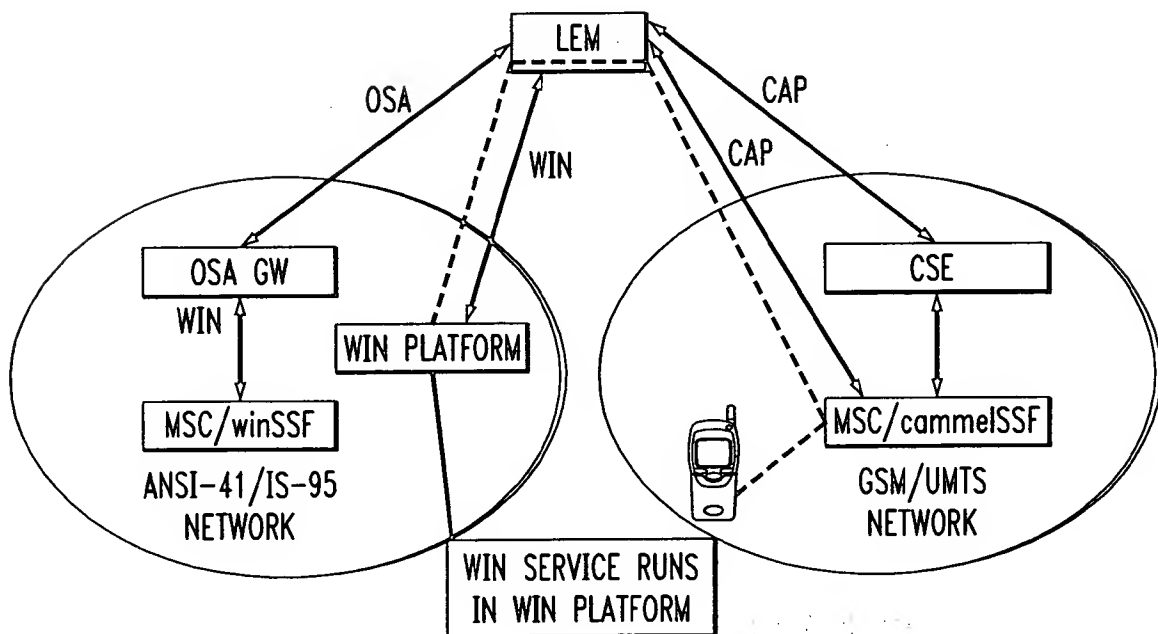 LEM
OSA
CAP
WIN
CAP
OSA GW
CSE
WIN
WIN PLATFORM
MSC/winSSF
MSC/cammelSSF
ANSI-41/IS-95
NETWORK
GSM/UMTS
NETWORK
WIN SERVICE RUNS
IN WIN PLATFORM